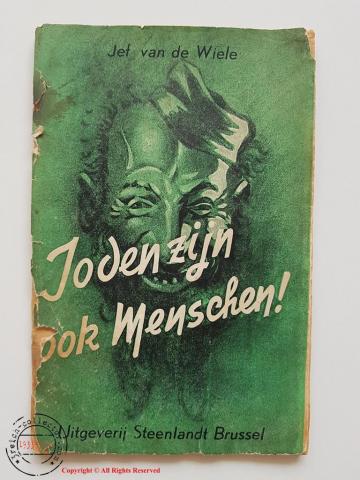 Jef van de Wiele
Joden zijn
ook Menschen!
Uitgeverij Steenlandt Brussel
Copyright © All Rights Reserved